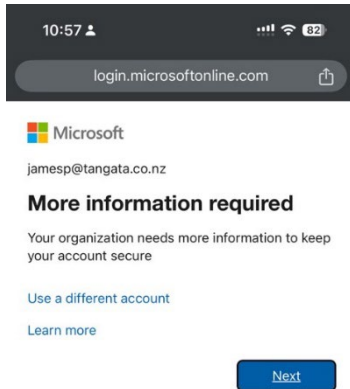 10:57
82
login.microsoftonline.com
Microsoft
jamesp@tangata.co.nz
More information required
Your organization needs more information to keep
your account secure
Use a different account
Learn more
Next